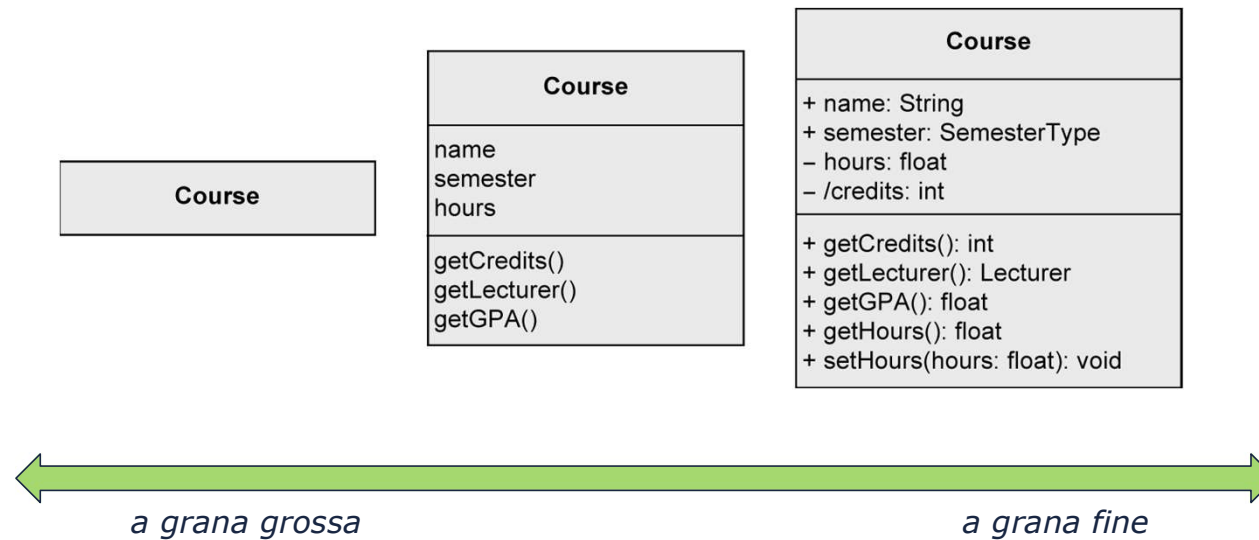 Course
Course
name
semester
hours
getCredits()
getLecturer()
getGPA()
Course
+ name: String
+ semester: SemesterType
– hours: float
– /credits: int
+ getCredits(): int
+ getLecturer(): Lecturer
+ getGPA(): float
+ getHours(): float
+ setHours(hours: float): void
a grana grossa
a grana fine